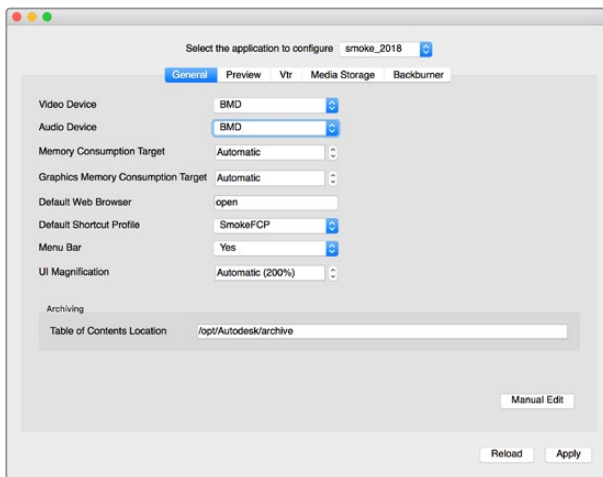 Select the application to configure smoke_2018
General Preview Vtr Media Storage Backburner
Video Device BMD
Audio Device BMD
Memory Consumption Target Automatic
Graphics Memory Consumption Target Automatic
Default Web Browser open
Default Shortcut Profile SmokeFCP
Menu Bar Yes
UI Magnification Automatic (200%)
Archiving
Table of Contents Location /opt/Autodesk/archive
Manual Edit
Reload Apply